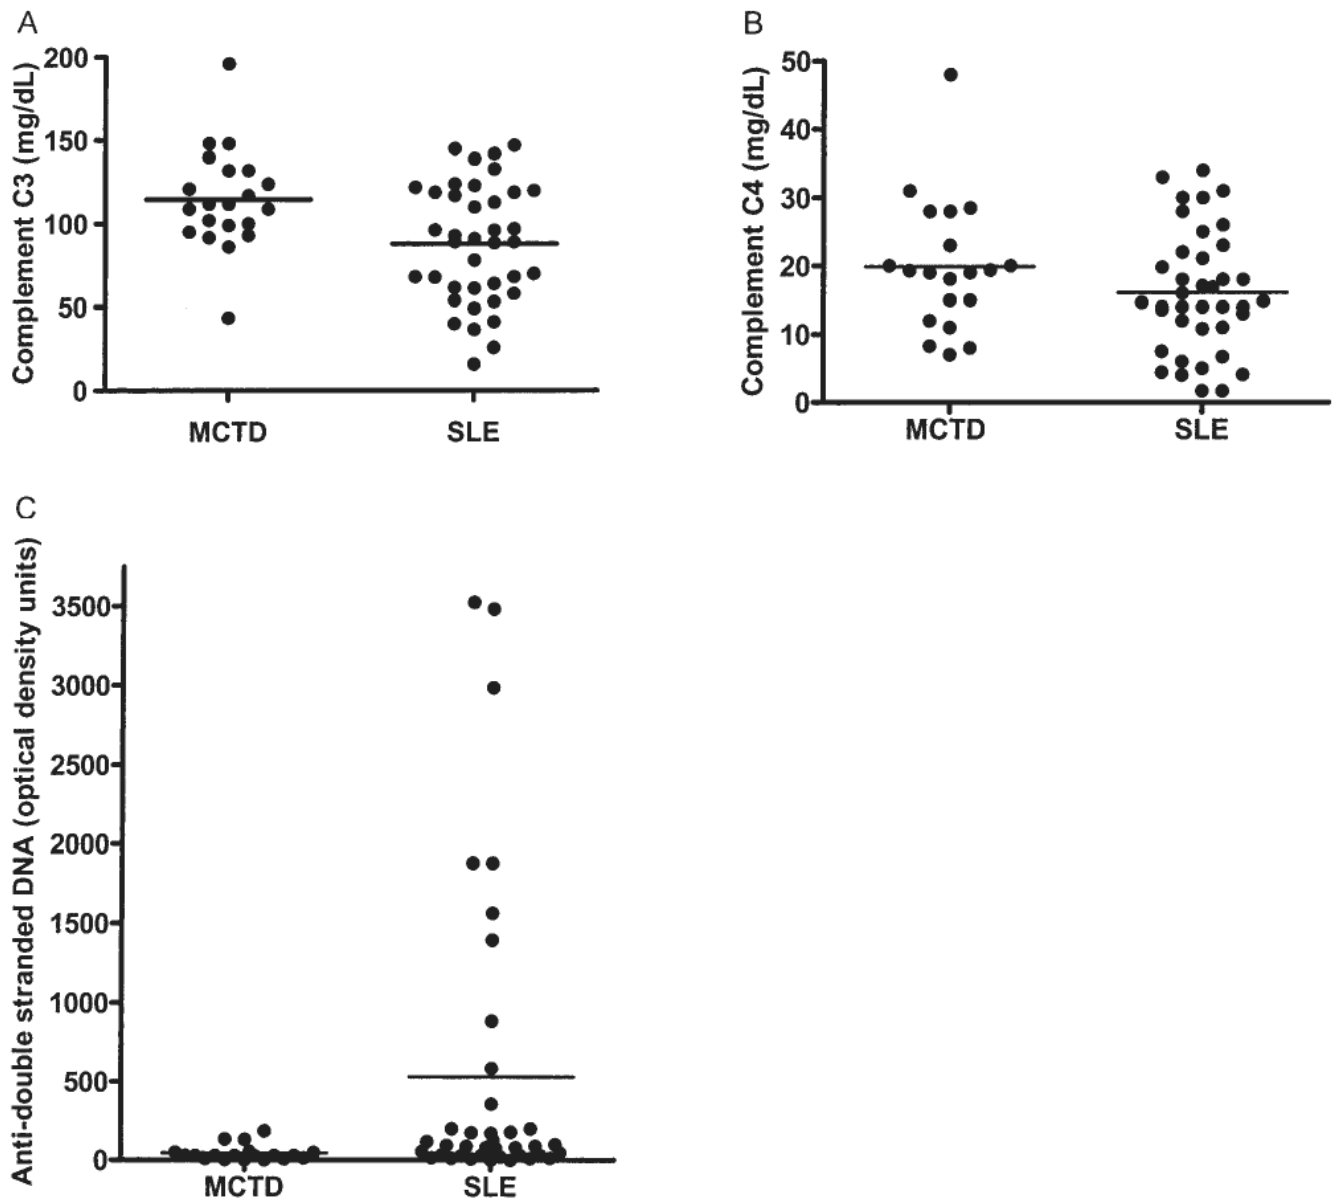 A
Complement C3 (mg/dL)
200
150
100
50
0
MCTD SLE
B
Complement C4 (mg/dL)
50
40
30
20
10
0
MCTD SLE
C
Anti-double stranded DNA (optical density units)
3500
3000
2500
2000
1500
1000
500
0
MCTD SLE